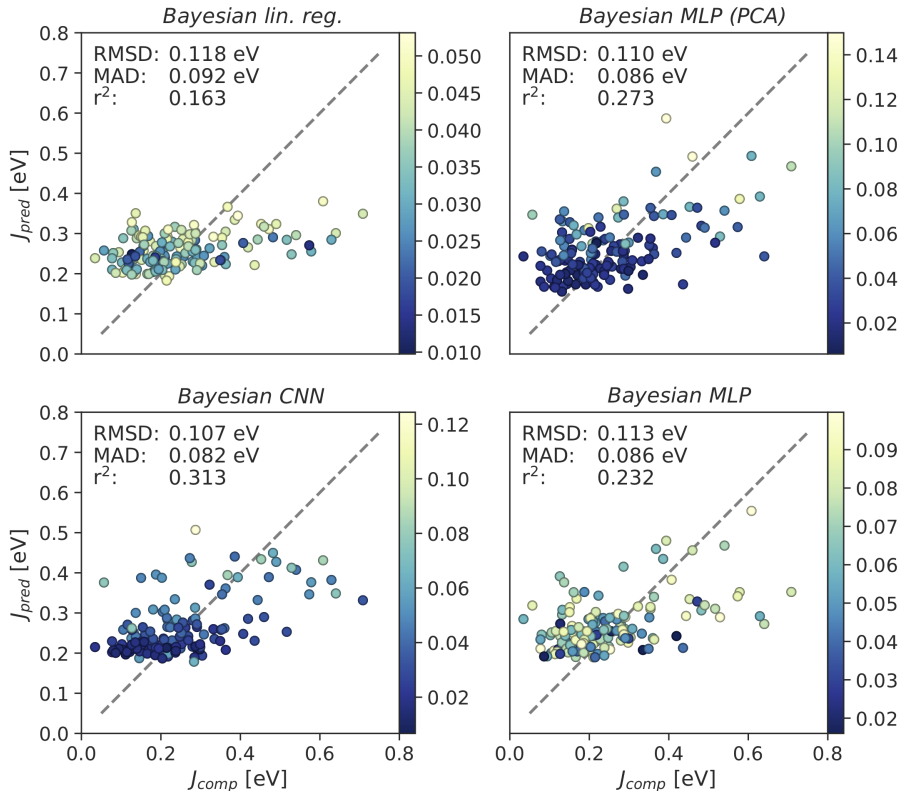 Bayesian lin. reg.
RMSD: 0.118 eV
MAD: 0.092 eV
r²: 0.163
J_pred [eV]
0.8
0.7
0.6
0.5
0.4
0.3
0.2
0.1
0.0
0.050
0.045
0.040
0.035
0.030
0.025
0.020
0.015
0.010
Bayesian MLP (PCA)
RMSD: 0.110 eV
MAD: 0.086 eV
r²: 0.273
0.14
0.12
0.10
0.08
0.06
0.04
0.02
Bayesian CNN
RMSD: 0.107 eV
MAD: 0.082 eV
r²: 0.313
J_pred [eV]
0.8
0.7
0.6
0.5
0.4
0.3
0.2
0.1
0.0
0.0 0.2 0.4 0.6 0.8
J_comp [eV]
0.12
0.10
0.08
0.06
0.04
0.02
Bayesian MLP
RMSD: 0.113 eV
MAD: 0.086 eV
r²: 0.232
0.0 0.2 0.4 0.6 0.8
J_comp [eV]
0.09
0.08
0.07
0.06
0.05
0.04
0.03
0.02